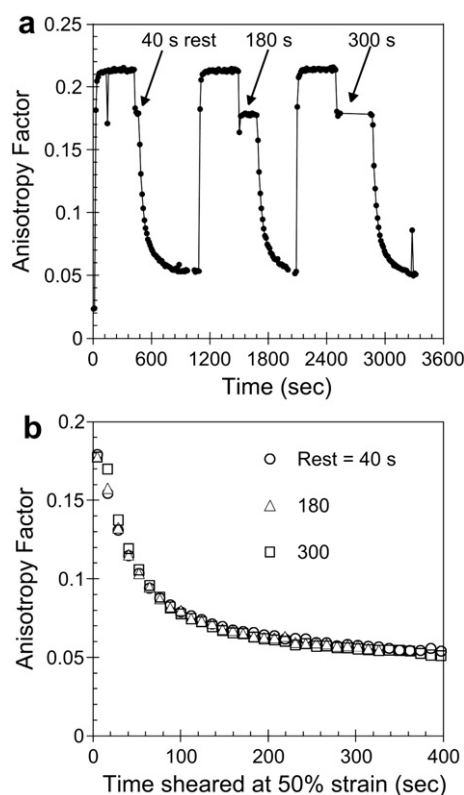 a
40 s rest 180 s 300 s
0.25
0.2
0.15
0.1
0.05
0
Anisotropy Factor
0 600 1200 1800 2400 3000 3600
Time (sec)
b
0.2
0.15
0.1
0.05
0
Anisotropy Factor
Rest = 40 s
180
300
0 100 200 300 400
Time sheared at 50% strain (sec)